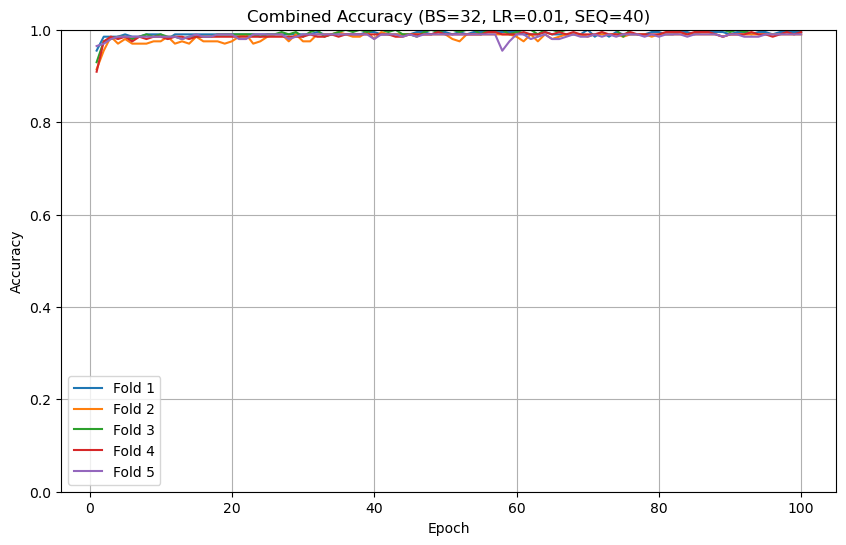 Combined Accuracy (BS=32, LR=0.01, SEQ=40)
1.0
0.8
0.6
0.4
0.2
0.0
Accuracy
Fold 1
Fold 2
Fold 3
Fold 4
Fold 5
0 20 40 60 80 100
Epoch